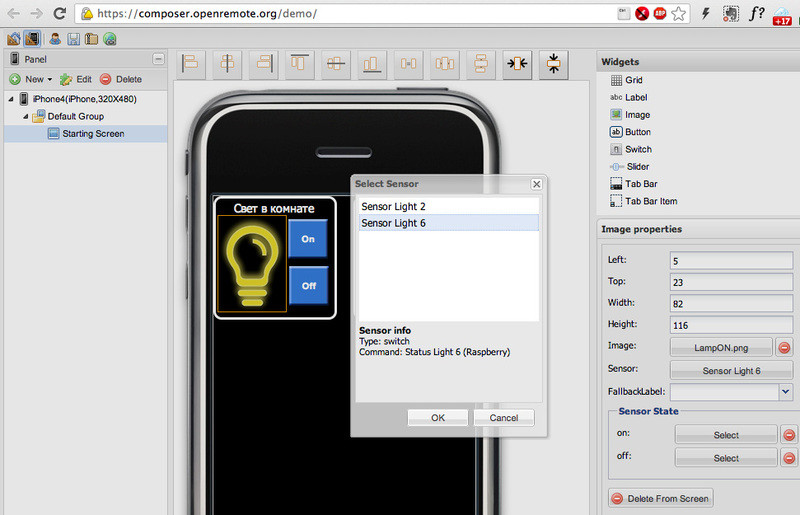 https://composer.openremote.org/demo/
ABP
f?
+17
Panel
New
Edit
Delete
iPhone4(iPhone,320X480)
Default Group
Starting Screen
Свет в комнате
On
Off
Select Sensor
Sensor Light 2
Sensor Light 6
Sensor info
Type: switch
Command: Status Light 6 (Raspberry)
OK
Cancel
Widgets
Grid
abc Label
Image
ab Button
Switch
Slider
Tab Bar
Tab Bar Item
Image properties
Left: 5
Top: 23
Width: 82
Height: 116
Image: LampON.png
Sensor: Sensor Light 6
FallbackLabel:
Sensor State
on: Select
off: Select
Delete From Screen